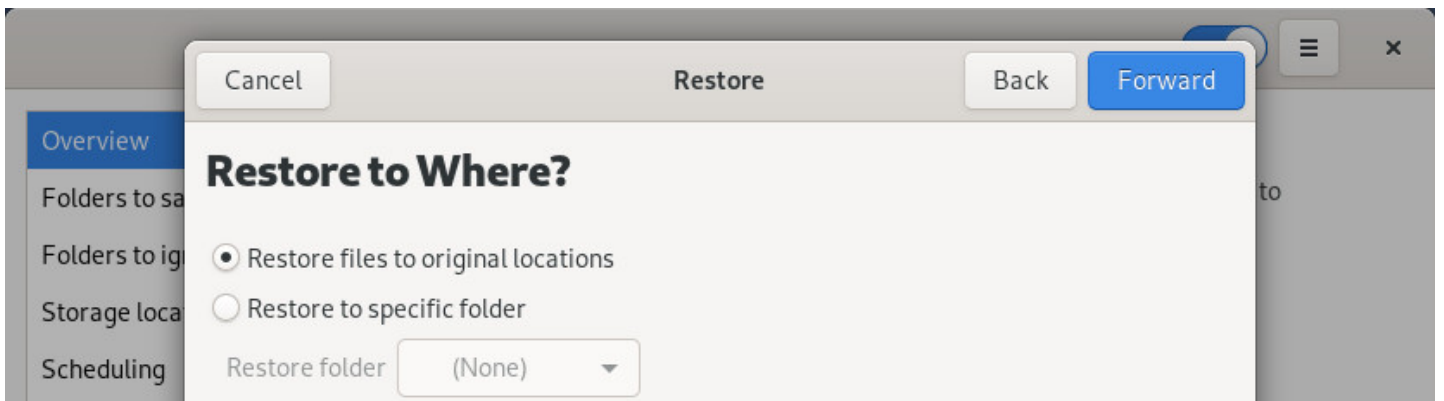 Cancel Restore Back Forward
Overview
Restore to Where?
Folders to sa
to
Folders to ig
Restore files to original locations
Restore to specific folder
Storage loca
Scheduling
Restore folder (None)